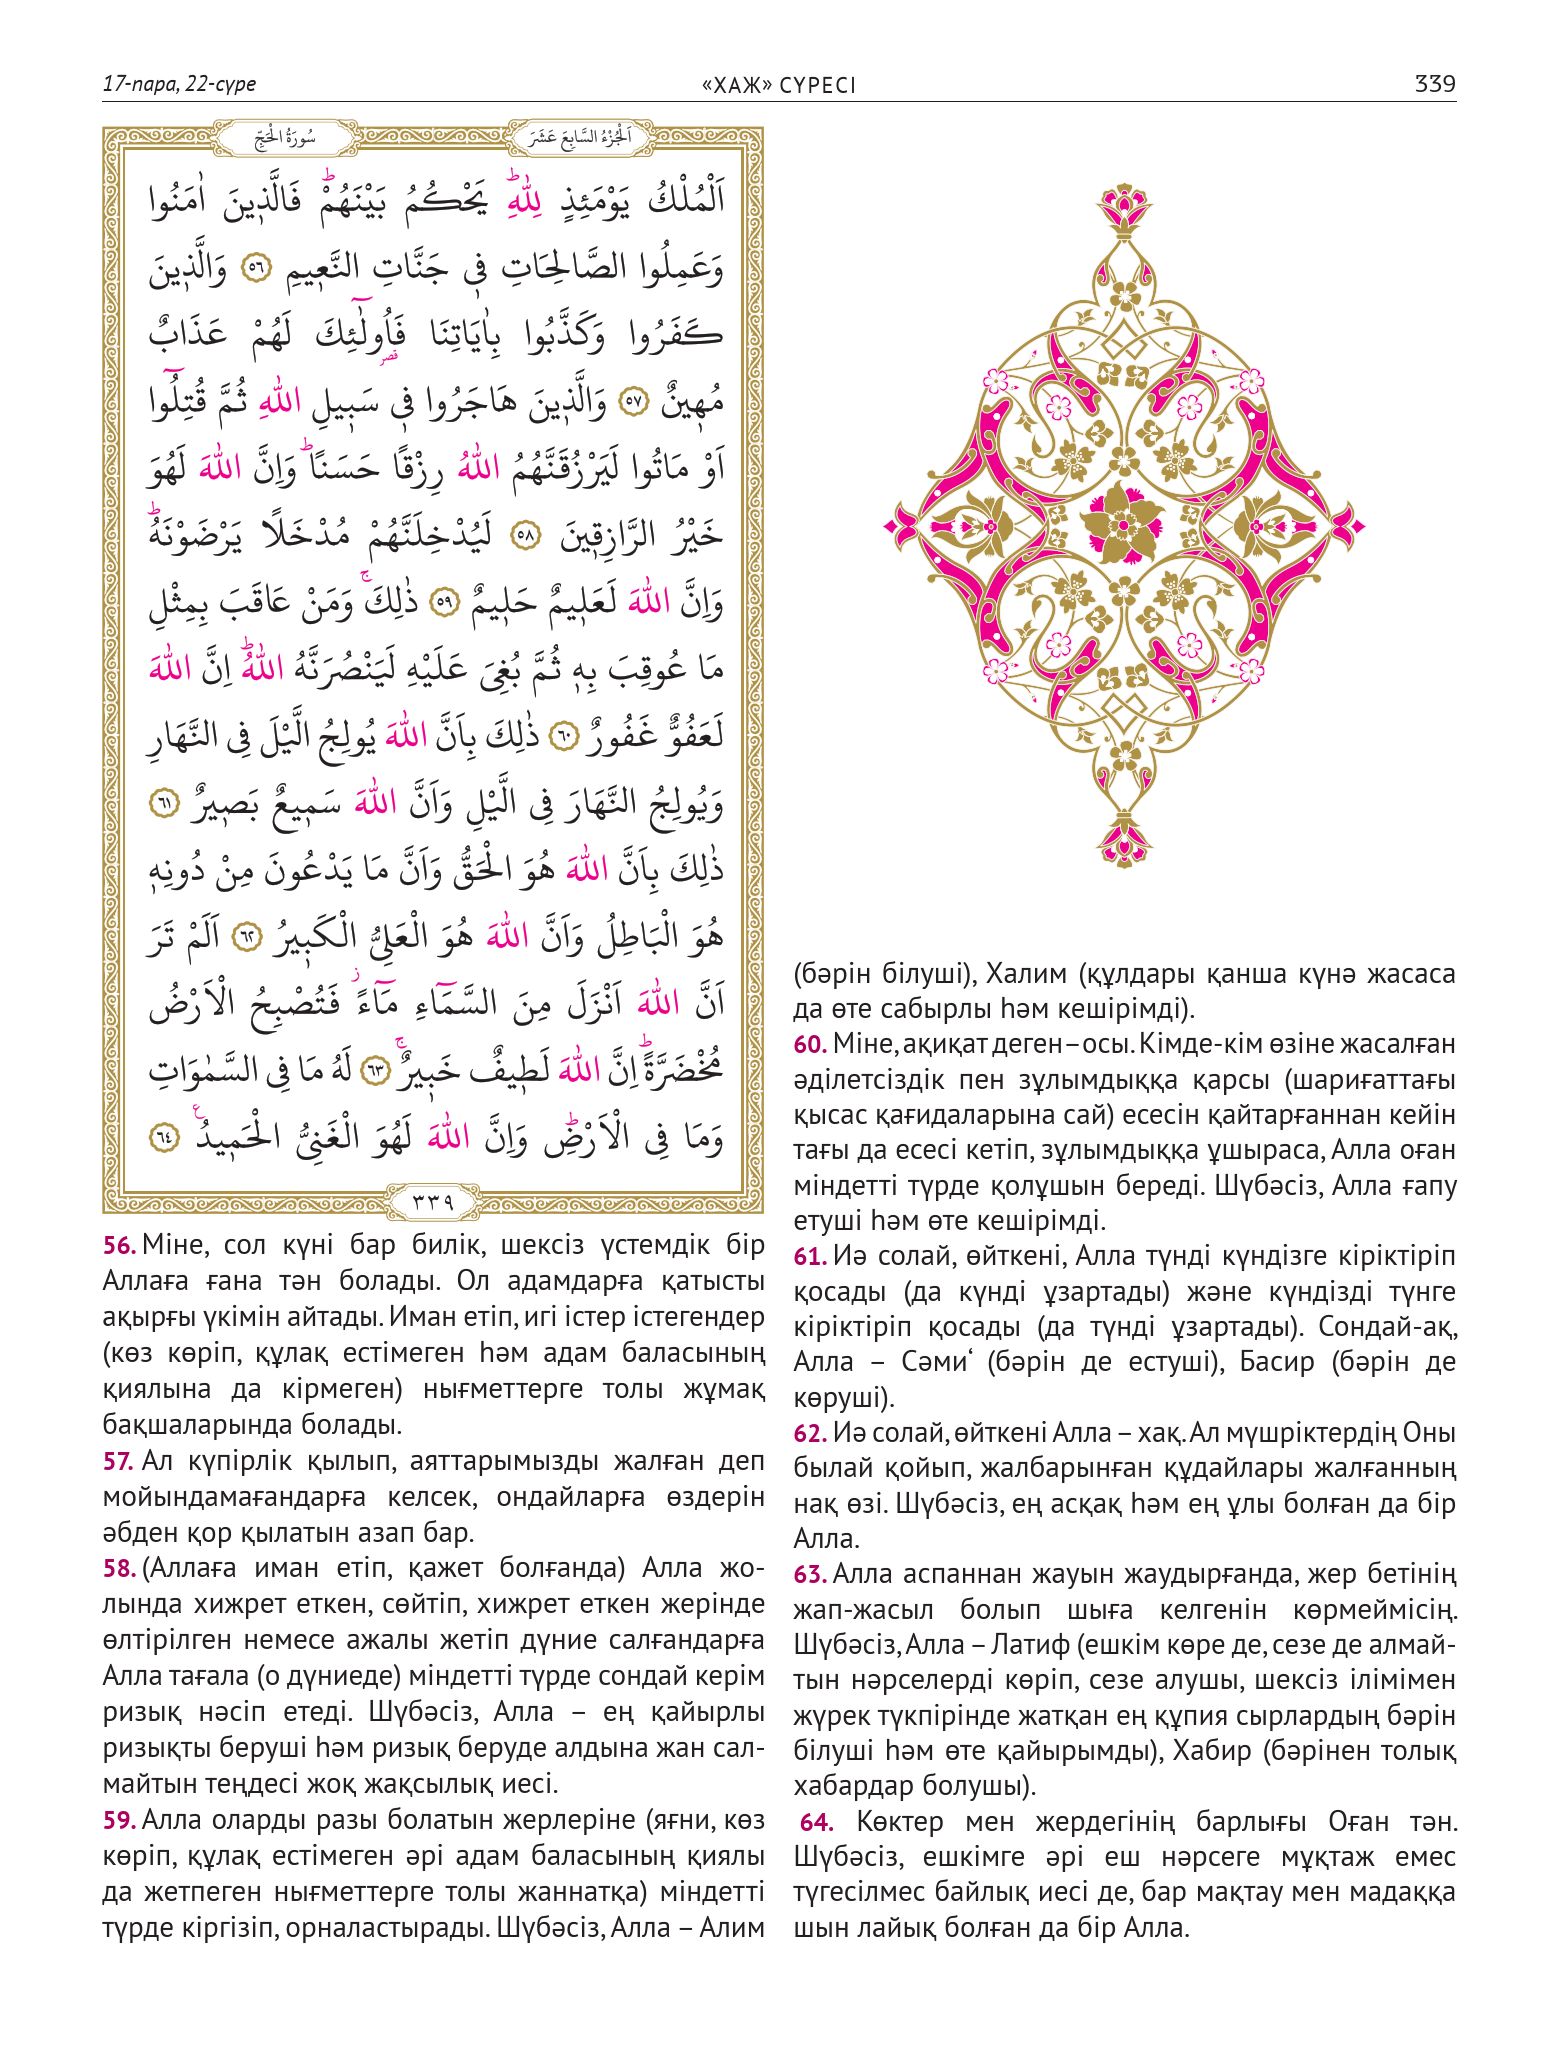 17-пара, 22-сүре
«ХАЖ» СҮРЕСІ
339
اَلْجُزْءُ السَّابِعَ عَشَرَ
سُورَةُ الْحَجِّ
اَلْمُلْكُ يَوْمَئِذٍ لِلّٰهِۜ يَحْكُمُ بَيْنَهُمْۜ فَالَّذ۪ينَ اٰمَنُوا
وَعَمِلُوا الصَّالِحَاتِ ف۪ي جَنَّاتِ النَّع۪يمِ ﴿٥٦﴾ وَالَّذ۪ينَ
كَفَرُوا وَكَذَّبُوا بِاٰيَاتِنَا فَاُو۬لٰٓئِكَ لَهُمْ عَذَابٌ
مُه۪ينٌ ﴿٥٧﴾ وَالَّذ۪ينَ هَاجَرُوا ف۪ي سَب۪يلِ اللّٰهِ ثُمَّ قُتِلُٓوا
اَوْ مَاتُوا لَيَرْزُقَنَّهُمُ اللّٰهُ رِزْقًا حَسَنًاۜ وَاِنَّ اللّٰهَ لَهُوَ
خَيْرُ الرَّازِق۪ينَ ﴿٥٨﴾ لَيُدْخِلَنَّهُمْ مُدْخَلًا يَرْضَوْنَهُۜ
وَاِنَّ اللّٰهَ لَعَل۪يمٌ حَل۪يمٌ ﴿٥٩﴾ ذٰلِكَۚ وَمَنْ عَاقَبَ بِمِثْلِ
مَا عُوقِبَ بِه۪ ثُمَّ بُغِيَ عَلَيْهِ لَيَنْصُرَنَّهُ اللّٰهُۜ اِنَّ اللّٰهَ
لَعَفُوٌّ غَفُورٌ ﴿٦٠﴾ ذٰلِكَ بِاَنَّ اللّٰهَ يُولِجُ الَّيْلَ فِي النَّهَارِ
وَيُولِجُ النَّهَارَ فِي الَّيْلِ وَاَنَّ اللّٰهَ سَم۪يعٌ بَص۪يرٌ ﴿٦١﴾
ذٰلِكَ بِاَنَّ اللّٰهَ هُوَ الْحَقُّ وَاَنَّ مَا يَدْعُونَ مِنْ دُونِه۪
هُوَ الْبَاطِلُ وَاَنَّ اللّٰهَ هُوَ الْعَلِيُّ الْكَب۪يرُ ﴿٦٢﴾ اَلَمْ تَرَ
اَنَّ اللّٰهَ اَنْزَلَ مِنَ السَّمَٓاءِ مَٓاءًۘ فَتُصْبِحُ الْاَرْضُ
مُخْضَرَّةًۜ اِنَّ اللّٰهَ لَط۪يفٌ خَب۪يرٌۚ ﴿٦٣﴾ لَهُ مَا فِي السَّمٰوَاتِ
وَمَا فِي الْاَرْضِۜ وَاِنَّ اللّٰهَ لَهُوَ الْغَنِيُّ الْحَم۪يدُ۟ ﴿٦٤﴾
٣٣٩
56. Міне, сол күні бар билік, шексіз үстемдік бір
Аллаға ғана тән болады. Ол адамдарға қатысты
ақырғы үкімін айтады. Иман етіп, игі істер істегендер
(көз көріп, құлақ естімеген һәм адам баласының
қиялына да кірмеген) нығметтерге толы жұмақ
бақшаларында болады.
57. Ал күпірлік қылып, аяттарымызды жалған деп
мойындамағандарға келсек, ондайларға өздерін
әбден қор қылатын азап бар.
58. (Аллаға иман етіп, қажет болғанда) Алла жо-
лында хижрет еткен, сөйтіп, хижрет еткен жерінде
өлтірілген немесе ажалы жетіп дүние салғандарға
Алла тағала (о дүниеде) міндетті түрде сондай керім
ризық нәсіп етеді. Шүбәсіз, Алла – ең қайырлы
ризықты беруші һәм ризық беруде алдына жан сал-
майтын теңдесі жоқ жақсылық иесі.
59. Алла оларды разы болатын жерлеріне (яғни, көз
көріп, құлақ естімеген әрі адам баласының қиялы
да жетпеген нығметтерге толы жаннатқа) міндетті
түрде кіргізіп, орналастырады. Шүбәсіз, Алла – Алим
(бәрін білуші), Халим (құлдары қанша күнә жасаса
да өте сабырлы һәм кешірімді).
60. Міне, ақиқат деген – осы. Кімде-кім өзіне жасалған
әділетсіздік пен зұлымдыққа қарсы (шариғаттағы
қысас қағидаларына сай) есесін қайтарғаннан кейін
тағы да есесі кетіп, зұлымдыққа ұшыраса, Алла оған
міндетті түрде қолұшын береді. Шүбәсіз, Алла ғапу
етуші һәм өте кешірімді.
61. Иә солай, өйткені, Алла түнді күндізге кіріктіріп
қосады (да күнді ұзартады) және күндізді түнге
кіріктіріп қосады (да түнді ұзартады). Сондай-ақ,
Алла – Сәми‘ (бәрін де естуші), Басир (бәрін де
көруші).
62. Иә солай, өйткені Алла – хақ. Ал мүшріктердің Оны
былай қойып, жалбарынған құдайлары жалғанның
нақ өзі. Шүбәсіз, ең асқақ һәм ең ұлы болған да бір
Алла.
63. Алла аспаннан жауын жаудырғанда, жер бетінің
жап-жасыл болып шыға келгенін көрмеймісің.
Шүбәсіз, Алла – Латиф (ешкім көре де, сезе де алмай-
тын нәрселерді көріп, сезе алушы, шексіз ілімімен
жүрек түкпірінде жатқан ең құпия сырлардың бәрін
білуші һәм өте қайырымды), Хабир (бәрінен толық
хабардар болушы).
64. Көктер мен жердегінің барлығы Оған тән.
Шүбәсіз, ешкімге әрі еш нәрсеге мұқтаж емес
түгесілмес байлық иесі де, бар мақтау мен мадаққа
шын лайық болған да бір Алла.